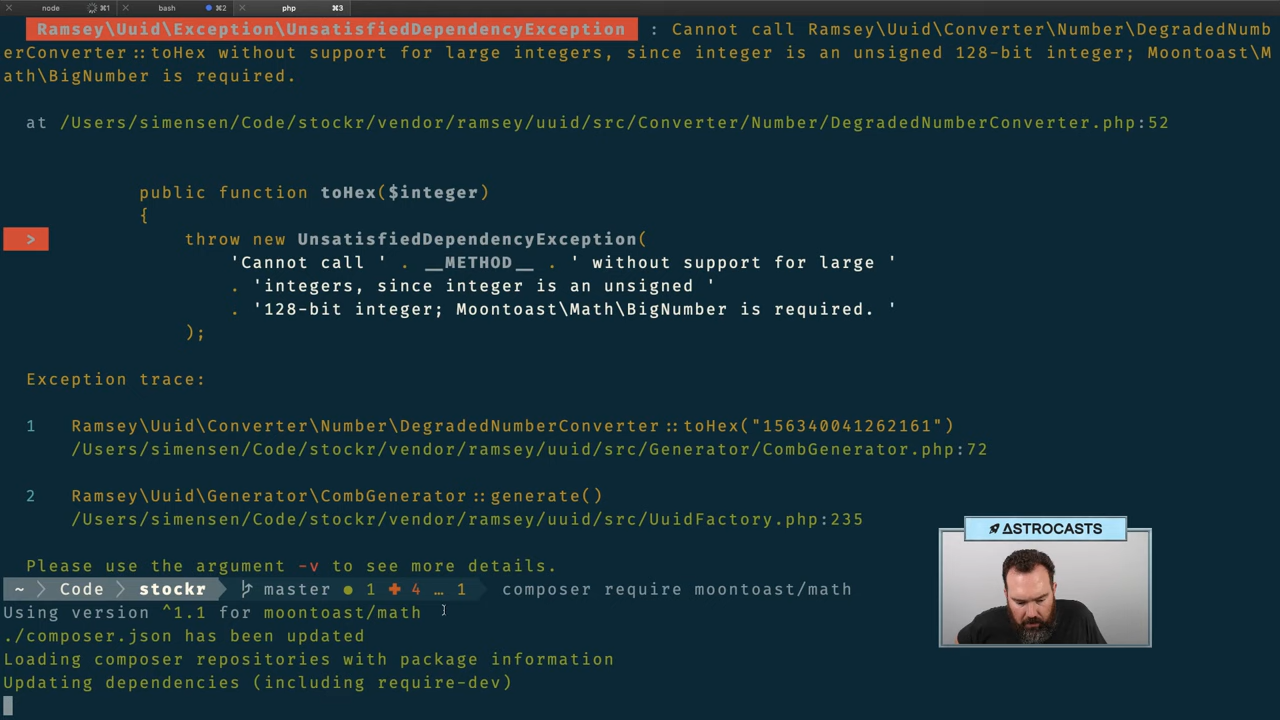 node ⌘1 bash ⌘2 php ⌘3
Ramsey\Uuid\Exception\UnsatisfiedDependencyException : Cannot call Ramsey\Uuid\Converter\Number\DegradedNumb
erConverter::toHex without support for large integers, since integer is an unsigned 128-bit integer; Moontoast\M
ath\BigNumber is required.
at /Users/simensen/Code/stockr/vendor/ramsey/uuid/src/Converter/Number/DegradedNumberConverter.php:52
public function toHex($integer)
{
> throw new UnsatisfiedDependencyException(
'Cannot call ' . __METHOD__ . ' without support for large '
. 'integers, since integer is an unsigned '
. '128-bit integer; Moontoast\Math\BigNumber is required. '
);
Exception trace:
1 Ramsey\Uuid\Converter\Number\DegradedNumberConverter::toHex("156340041262161")
/Users/simensen/Code/stockr/vendor/ramsey/uuid/src/Generator/CombGenerator.php:72
2 Ramsey\Uuid\Generator\CombGenerator::generate()
/Users/simensen/Code/stockr/vendor/ramsey/uuid/src/UuidFactory.php:235
ASTROCASTS
Please use the argument -v to see more details.
~ Code stockr master ● 1 ✚ 4 … 1 composer require moontoast/math
Using version ^1.1 for moontoast/math
./composer.json has been updated
Loading composer repositories with package information
Updating dependencies (including require-dev)